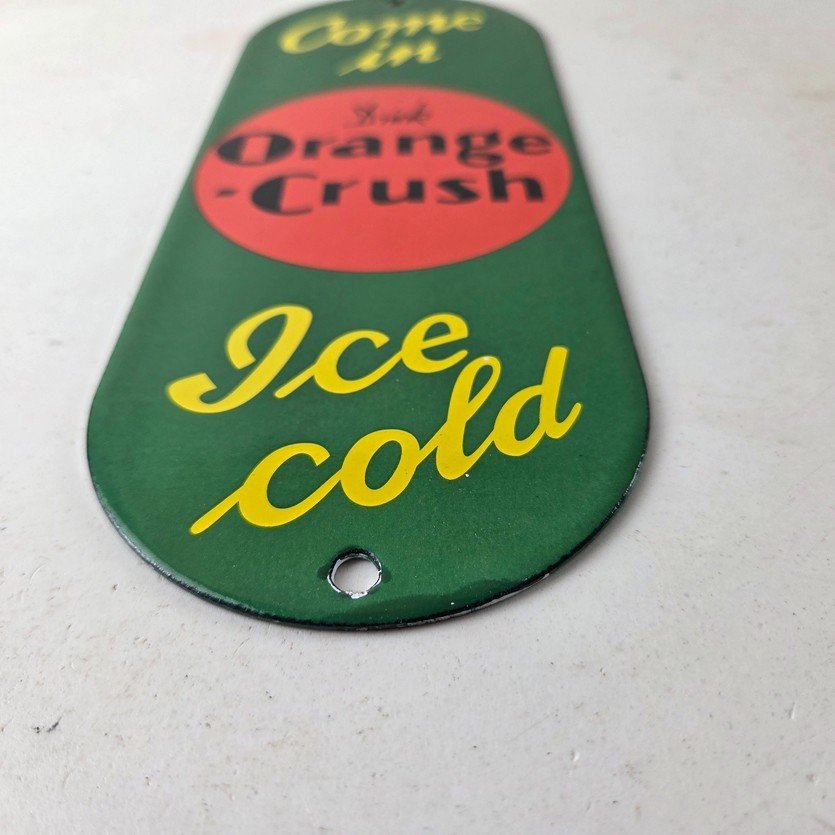 Come
in
Drink
Orange
-Crush
Ice
cold